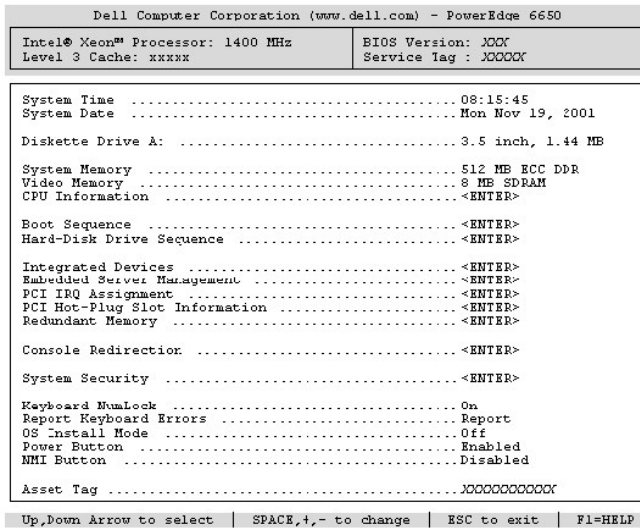 Dell Computer Corporation (www.dell.com) - PowerEdge 6650
Intel® Xeon™ Processor: 1400 MHz
Level 3 Cache: xxxxx
BIOS Version: XXX
Service Tag : XXXXX
System Time ........................................08:15:45
System Date ........................................Mon Nov 19, 2001
Diskette Drive A: ..................................3.5 inch, 1.44 MB
System Memory ......................................512 MB ECC DDR
Video Memory .......................................8 MB SDRAM
CPU Information ....................................<ENTER>
Boot Sequence ......................................<ENTER>
Hard-Disk Drive Sequence ...........................<ENTER>
Integrated Devices .................................<ENTER>
Embedded Server Management .........................<ENTER>
PCI IRQ Assignment .................................<ENTER>
PCI Hot-Plug Slot Information ......................<ENTER>
Redundant Memory ...................................<ENTER>
Console Redirection ................................<ENTER>
System Security ....................................<ENTER>
Keyboard NumLock ...................................On
Report Keyboard Errors .............................Report
OS Install Mode ....................................Off
Power Button .......................................Enabled
NMI Button .........................................Disabled
Asset Tag ..........................................XXXXXXXXXX
Up,Down Arrow to select | SPACE,+,- to change | ESC to exit | F1=HELP